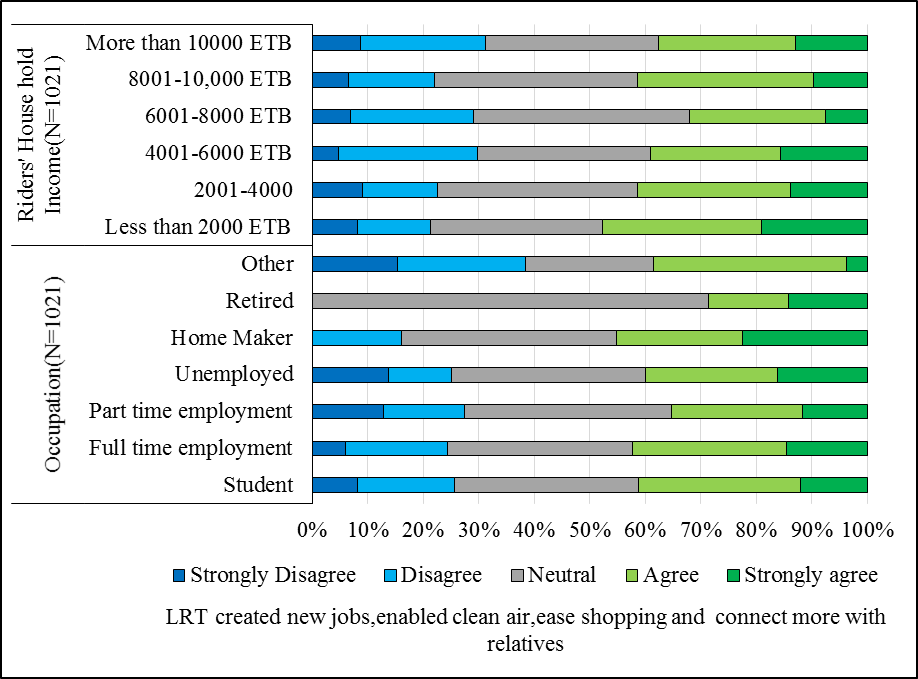 Riders' House hold
Income(N=1021)
More than 10000 ETB
8001-10,000 ETB
6001-8000 ETB
4001-6000 ETB
2001-4000
Less than 2000 ETB
Occupation(N=1021)
Other
Retired
Home Maker
Unemployed
Part time employment
Full time employment
Student
0% 10% 20% 30% 40% 50% 60% 70% 80% 90% 100%
Strongly Disagree Disagree Neutral Agree Strongly agree
LRT created new jobs,enabled clean air,ease shopping and connect more with
relatives